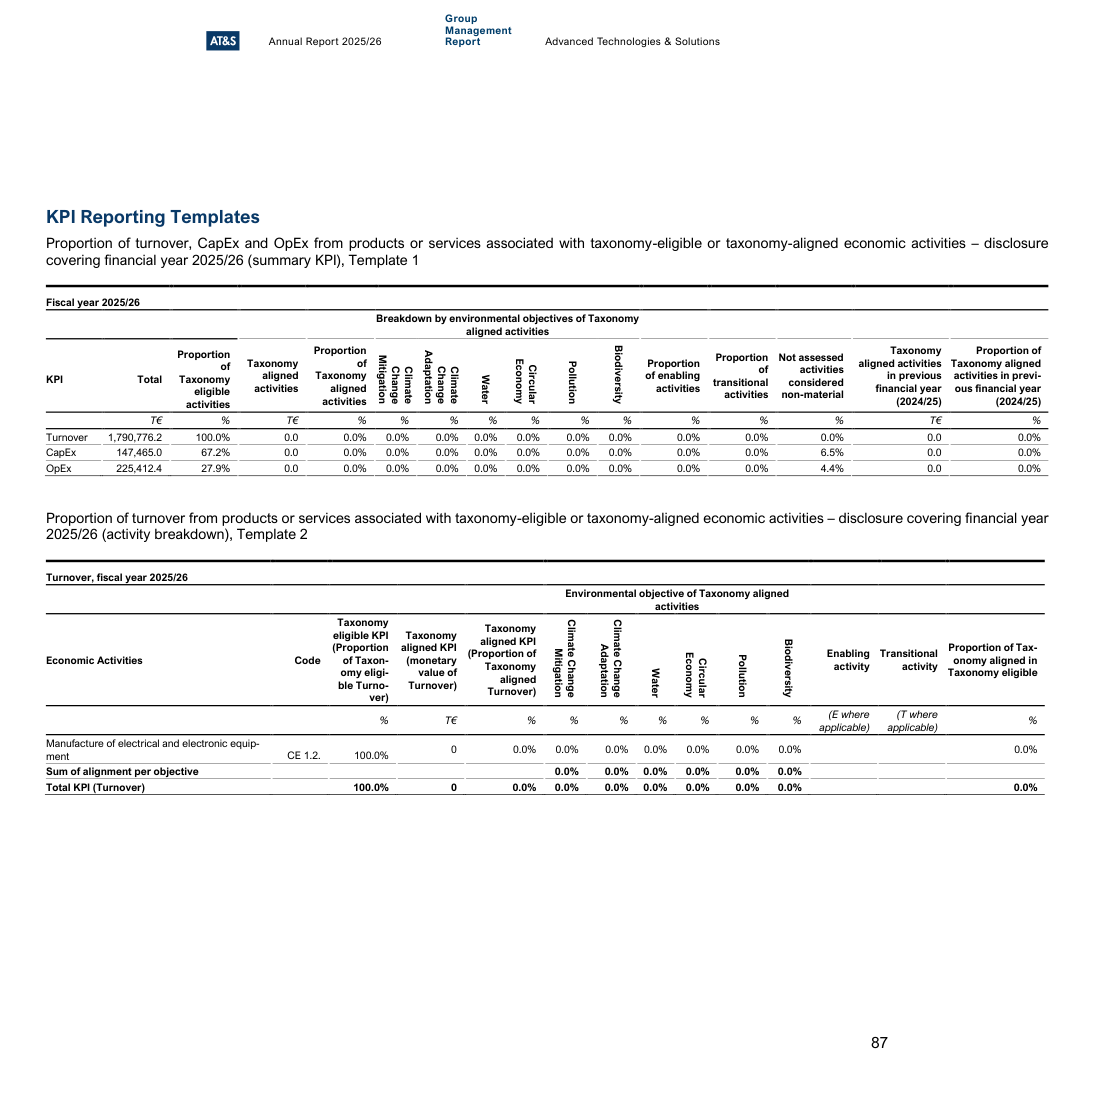 AT&S
Annual Report 2025/26
Group
Management
Report
Advanced Technologies & Solutions
KPI Reporting Templates
Proportion of turnover, CapEx and OpEx from products or services associated with taxonomy-eligible or taxonomy-aligned economic activities – disclosure
covering financial year 2025/26 (summary KPI), Template 1
Fiscal year 2025/26
Breakdown by environmental objectives of Taxonomy
aligned activities
KPI
Total
Proportion
of
Taxonomy
eligible
activities
Taxonomy
aligned
activities
Proportion
of
Taxonomy
aligned
activities
Climate
Change
Mitigation
Climate
Change
Adaptation
Water
Circular
Economy
Pollution
Biodiversity
Proportion
of enabling
activities
Proportion
of
transitional
activities
Not assessed
activities
considered
non-material
Taxonomy
aligned activities
in previous
financial year
(2024/25)
Proportion of
Taxonomy aligned
activities in previ-
ous financial year
(2024/25)
T€ % T€ % % % % % % % % % % T€ %
Turnover 1,790,776.2 100.0% 0.0 0.0% 0.0% 0.0% 0.0% 0.0% 0.0% 0.0% 0.0% 0.0% 0.0% 0.0 0.0%
CapEx 147,465.0 67.2% 0.0 0.0% 0.0% 0.0% 0.0% 0.0% 0.0% 0.0% 0.0% 0.0% 6.5% 0.0 0.0%
OpEx 225,412.4 27.9% 0.0 0.0% 0.0% 0.0% 0.0% 0.0% 0.0% 0.0% 0.0% 0.0% 4.4% 0.0 0.0%
Proportion of turnover from products or services associated with taxonomy-eligible or taxonomy-aligned economic activities – disclosure covering financial year
2025/26 (activity breakdown), Template 2
Turnover, fiscal year 2025/26
Environmental objective of Taxonomy aligned
activities
Economic Activities
Code
Taxonomy
eligible KPI
(Proportion
of Taxon-
omy eligi-
ble Turno-
ver)
Taxonomy
aligned KPI
(monetary
value of
Turnover)
Taxonomy
aligned KPI
(Proportion of
Taxonomy
aligned
Turnover)
Climate Change
Mitigation
Climate Change
Adaptation
Water
Circular
Economy
Pollution
Biodiversity
Enabling
activity
Transitional
activity
Proportion of Tax-
onomy aligned in
Taxonomy eligible
% T€ % % % % % % % (E where
applicable) (T where
applicable) %
Manufacture of electrical and electronic equip-
ment CE 1.2. 100.0% 0 0.0% 0.0% 0.0% 0.0% 0.0% 0.0% 0.0% 0.0%
Sum of alignment per objective 0.0% 0.0% 0.0% 0.0% 0.0% 0.0%
Total KPI (Turnover) 100.0% 0 0.0% 0.0% 0.0% 0.0% 0.0% 0.0% 0.0% 0.0%
87